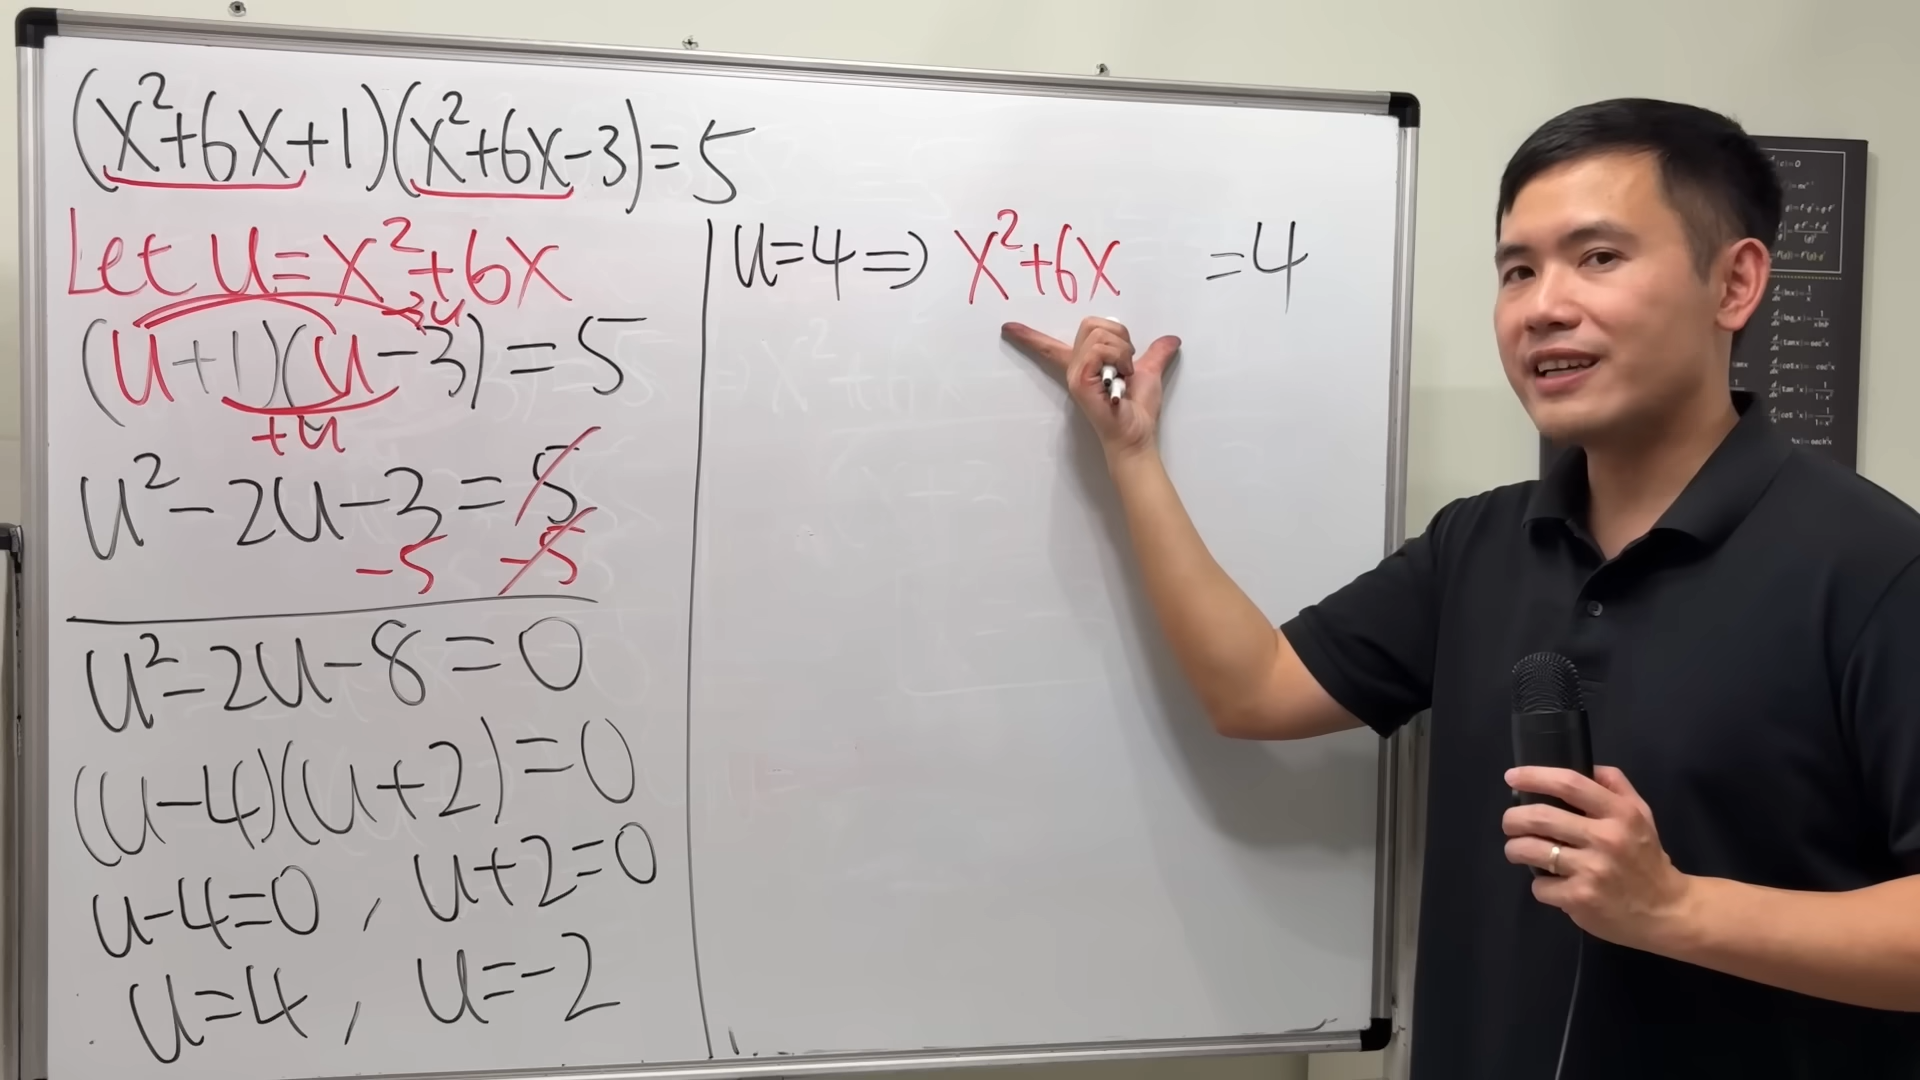 (x²+6x+1)(x²+6x-3)=5
Let u=x²+6x
-3u
(u+1)(u-3)=5
+u
u²-2u-3=5
-5 -5
u²-2u-8=0
(u-4)(u+2)=0
u-4=0, u+2=0
u=4, u=-2
u=4⇒ x²+6x =4